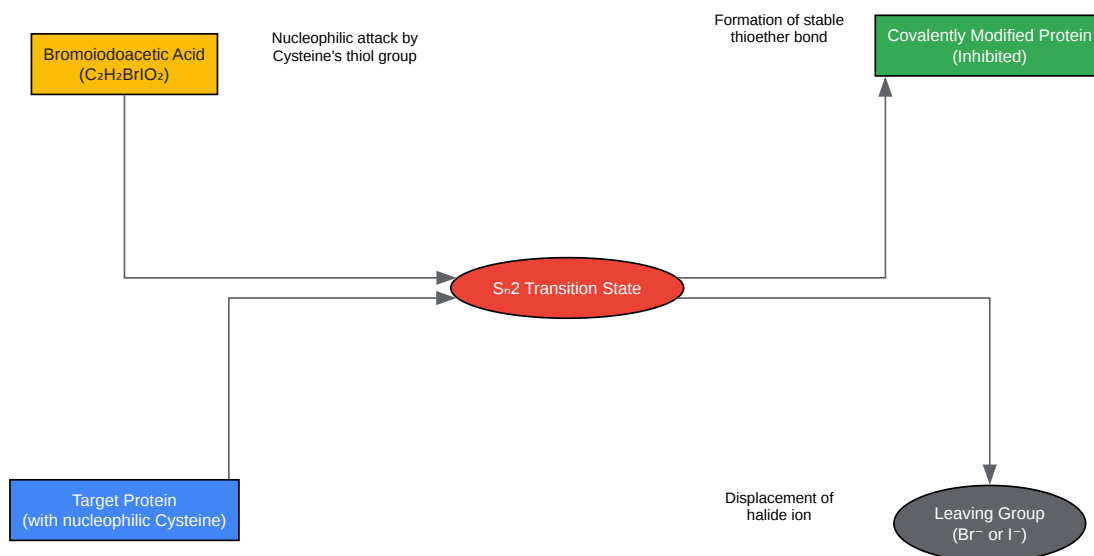 Bromoiodoacetic Acid
(C₂H₂BrIO₂)
Nucleophilic attack by
Cysteine's thiol group
Formation of stable
thioether bond
Covalently Modified Protein
(Inhibited)
Sₙ2 Transition State
Target Protein
(with nucleophilic Cysteine)
Displacement of
halide ion
Leaving Group
(Br⁻ or I⁻)